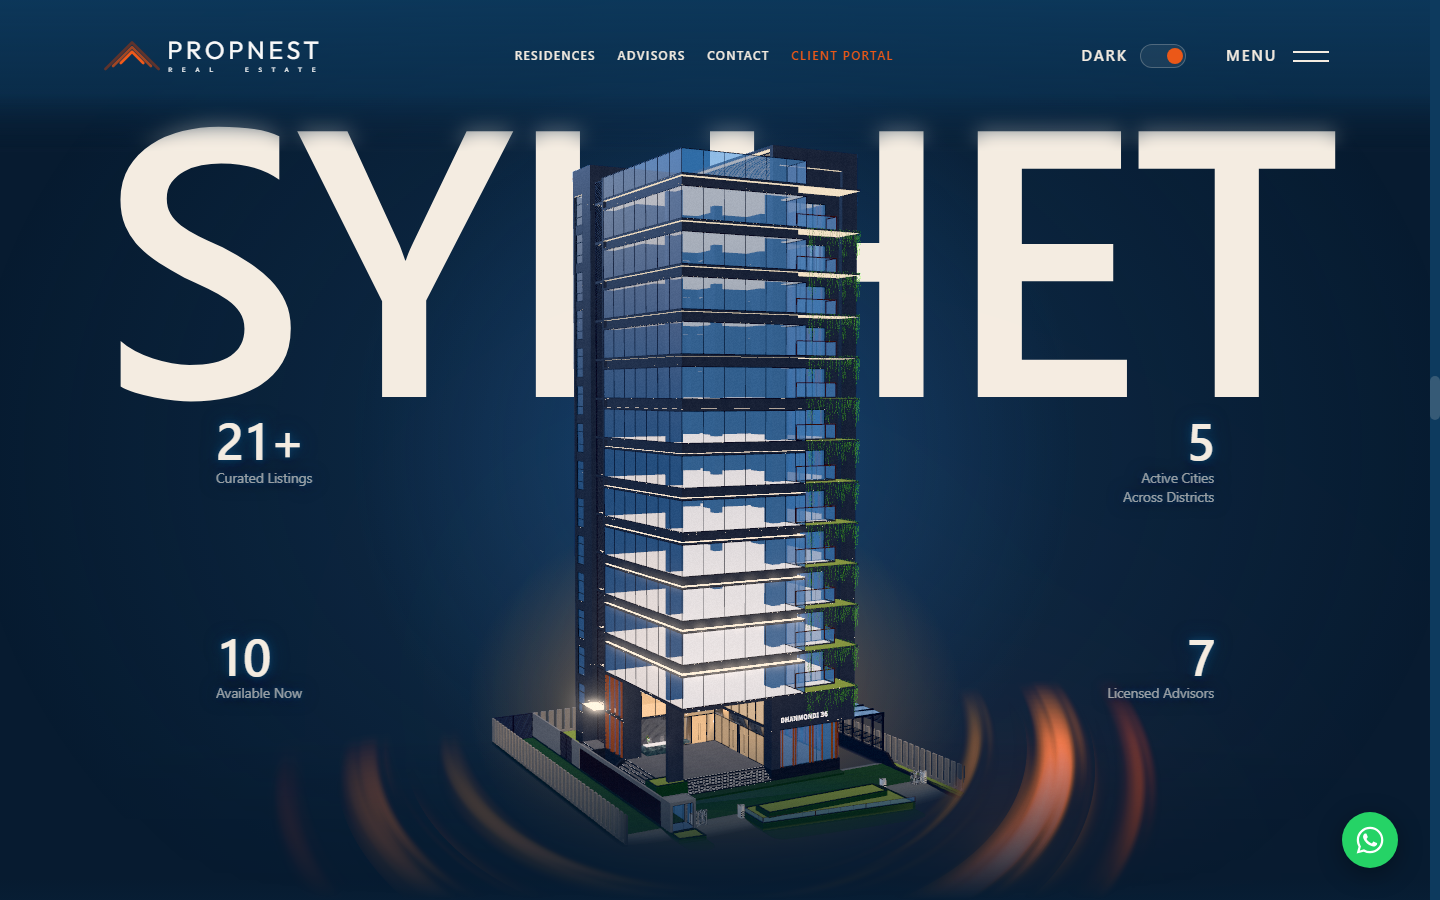 PROPNEST
REAL ESTATE
RESIDENCES
ADVISORS
CONTACT
CLIENT PORTAL
DARK
MENU
SYLHET
21+
Curated Listings
5
Active Cities
Across Districts
10
Available Now
7
Licensed Advisors
DHANMONDI 36